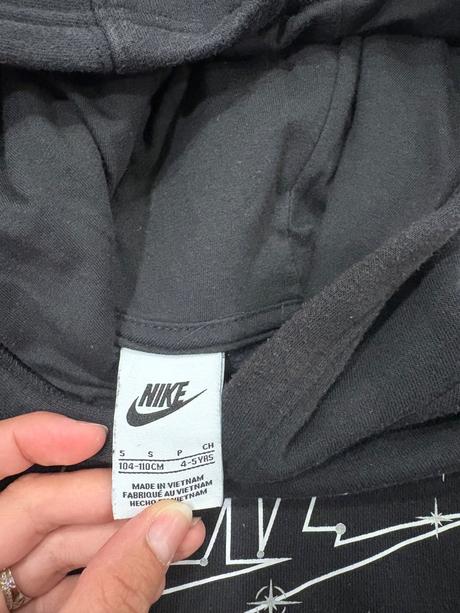 NIKE
S S P CH
104-110CM 4-5YRS
MADE IN VIETNAM
FABRIQUÉ AU VIETNAM
HECHO EN VIETNAM